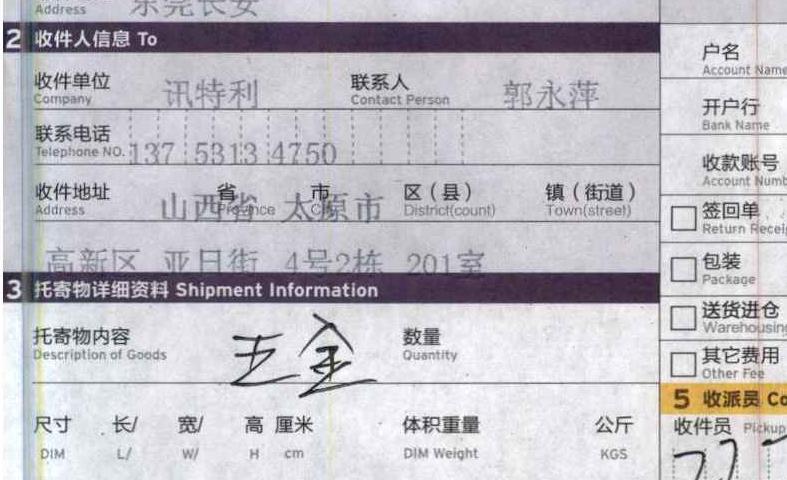 Address 东莞长安
2 收件人信息 To
户名
Account Name
收件单位 讯特利 联系人 郭永萍
Company Contact Person
开户行
Bank Name
联系电话
Telephone NO. 137 5313 4750
收款账号
收件地址 山西省 省 太原市 市 区(县) 镇(街道)
Address Province City District(count) Town(street)
签回单
Return
高新区 亚日街 4号2栋 201室
包装
Package
3 托寄物详细资料 Shipment Information
送货进仓
Warehousing
托寄物内容 五金 数量
Description of Goods Quantity
其它费用
Other Fee
5 收派员
尺寸 长/ 宽/ 高 厘米 体积重量 公斤
DIM L/ W/ H cm DIM Weight KGS
收件员 Pickup